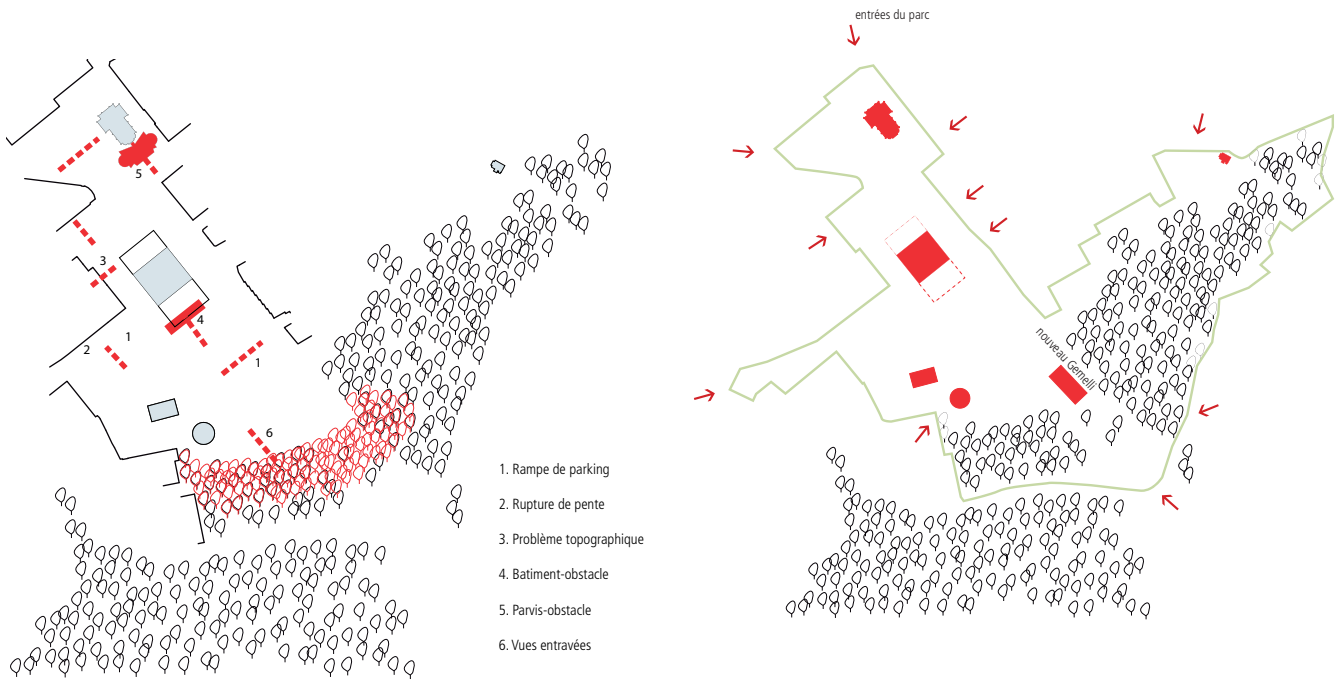 entrées du parc
5
3
4
1
2
1
6
nouveau Gemelli
1. Rampe de parking
2. Rupture de pente
3. Problème topographique
4. Batiment-obstacle
5. Parvis-obstacle
6. Vues entravées